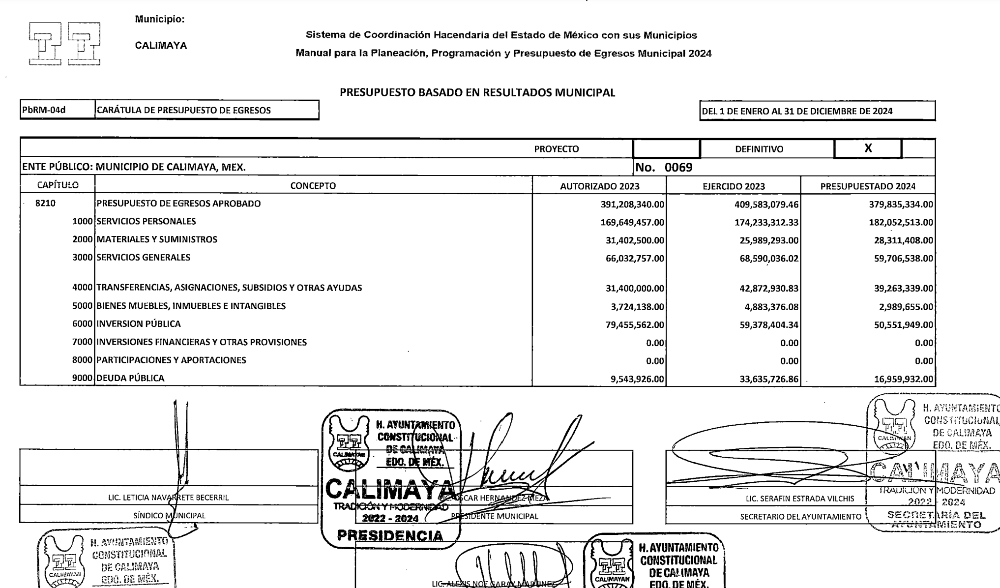 Municipio:
CALIMAYA
Sistema de Coordinación Hacendaria del Estado de México con sus Municipios
Manual para la Planeación, Programación y Presupuesto de Egresos Municipal 2024
PRESUPUESTO BASADO EN RESULTADOS MUNICIPAL
PbRM-04d CARÁTULA DE PRESUPUESTO DE EGRESOS DEL 1 DE ENERO AL 31 DE DICIEMBRE DE 2024
PROYECTO DEFINITIVO X
ENTE PÚBLICO: MUNICIPIO DE CALIMAYA, MEX. No. 0069
CAPÍTULO CONCEPTO AUTORIZADO 2023 EJERCIDO 2023 PRESUPUESTADO 2024
8210 PRESUPUESTO DE EGRESOS APROBADO 391,208,340.00 409,583,079.46 379,835,334.00
1000 SERVICIOS PERSONALES 169,649,457.00 174,233,312.33 182,052,513.00
2000 MATERIALES Y SUMINISTROS 31,402,500.00 25,989,293.00 28,311,408.00
3000 SERVICIOS GENERALES 66,032,757.00 68,590,036.02 59,706,538.00
4000 TRANSFERENCIAS, ASIGNACIONES, SUBSIDIOS Y OTRAS AYUDAS 31,400,000.00 42,872,930.83 39,263,339.00
5000 BIENES MUEBLES, INMUEBLES E INTANGIBLES 3,724,138.00 4,883,376.08 2,989,655.00
6000 INVERSION PÚBLICA 79,455,562.00 59,378,404.34 50,551,949.00
7000 INVERSIONES FINANCIERAS Y OTRAS PROVISIONES 0.00 0.00 0.00
8000 PARTICIPACIONES Y APORTACIONES 0.00 0.00 0.00
9000 DEUDA PÚBLICA 9,543,926.00 33,635,726.86 16,959,932.00
LIC. LETICIA NAVARRETE BECERRIL
SÍNDICO MUNICIPAL
H. AYUNTAMIENTO
CONSTITUCIONAL
DE CALIMAYA
EDO. DE MÉX.
CALIMAYAN
CALIMAYA
TRADICIÓN Y MODERNIDAD
2022 - 2024
PRESIDENCIA
LIC. OSCAR HERNANDEZ MEZA
PRESIDENTE MUNICIPAL
H. AYUNTAMIENTO
CONSTITUCIONAL
DE CALIMAYA
EDO. DE MÉX.
CALIMAYAN
CALIMAYA
TRADICIÓN Y MODERNIDAD
2022 - 2024
SECRETARÍA DEL
AYUNTAMIENTO
LIC. SERAFIN ESTRADA VILCHIS
SECRETARIO DEL AYUNTAMIENTO
H. AYUNTAMIENTO
CONSTITUCIONAL
DE CALIMAYA
EDO. DE MÉX.
CALIMAYAN
LIC. ALEXIS NOE GARAY MARTINEZ
H. AYUNTAMIENTO
CONSTITUCIONAL
DE CALIMAYA
EDO. DE MÉX.
CALIMAYAN